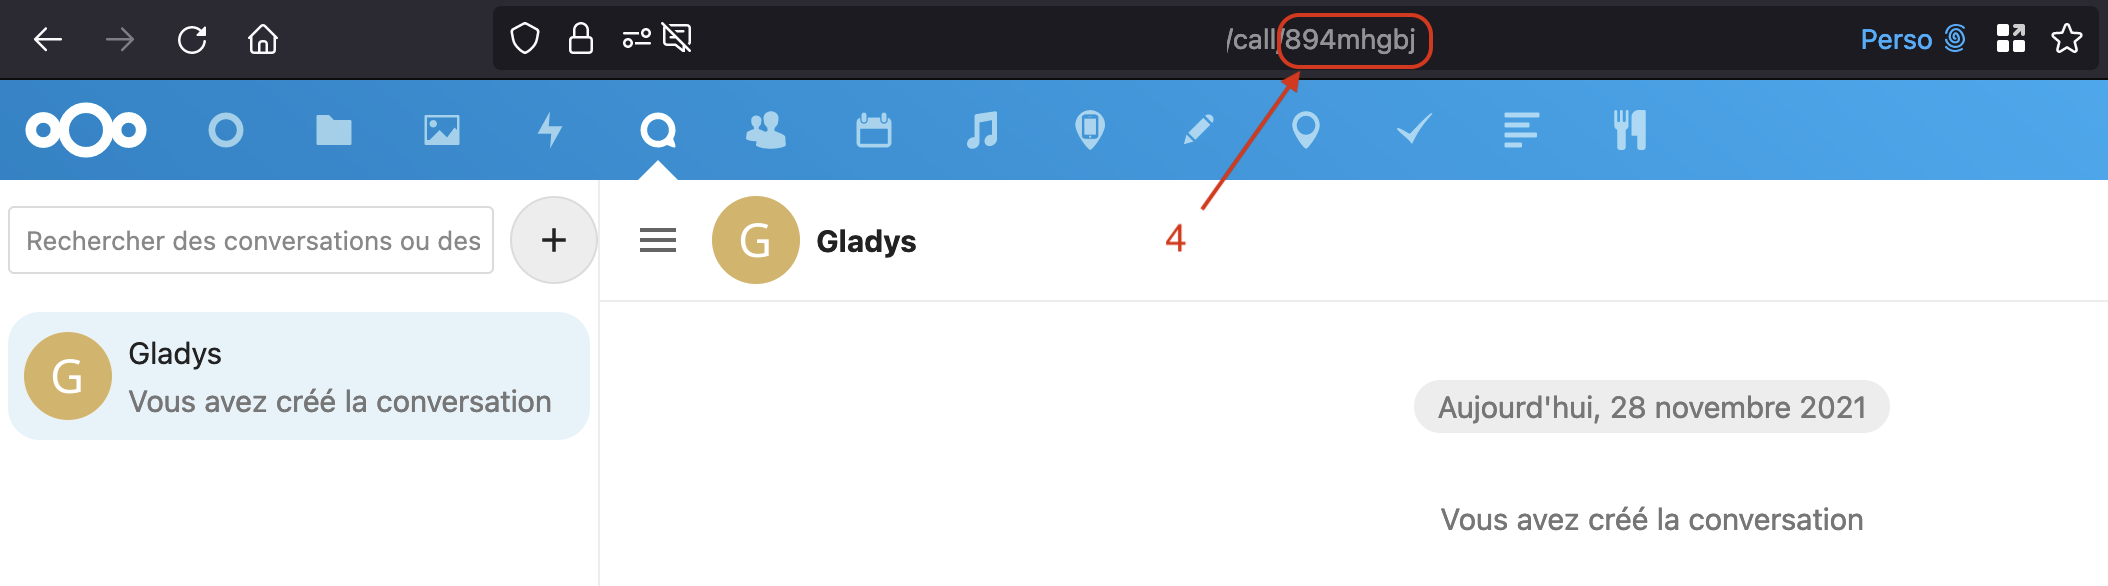 /call/894mhgbj
Perso
4
Rechercher des conversations ou des
G
Gladys
G
Gladys
Vous avez créé la conversation
Aujourd'hui, 28 novembre 2021
Vous avez créé la conversation